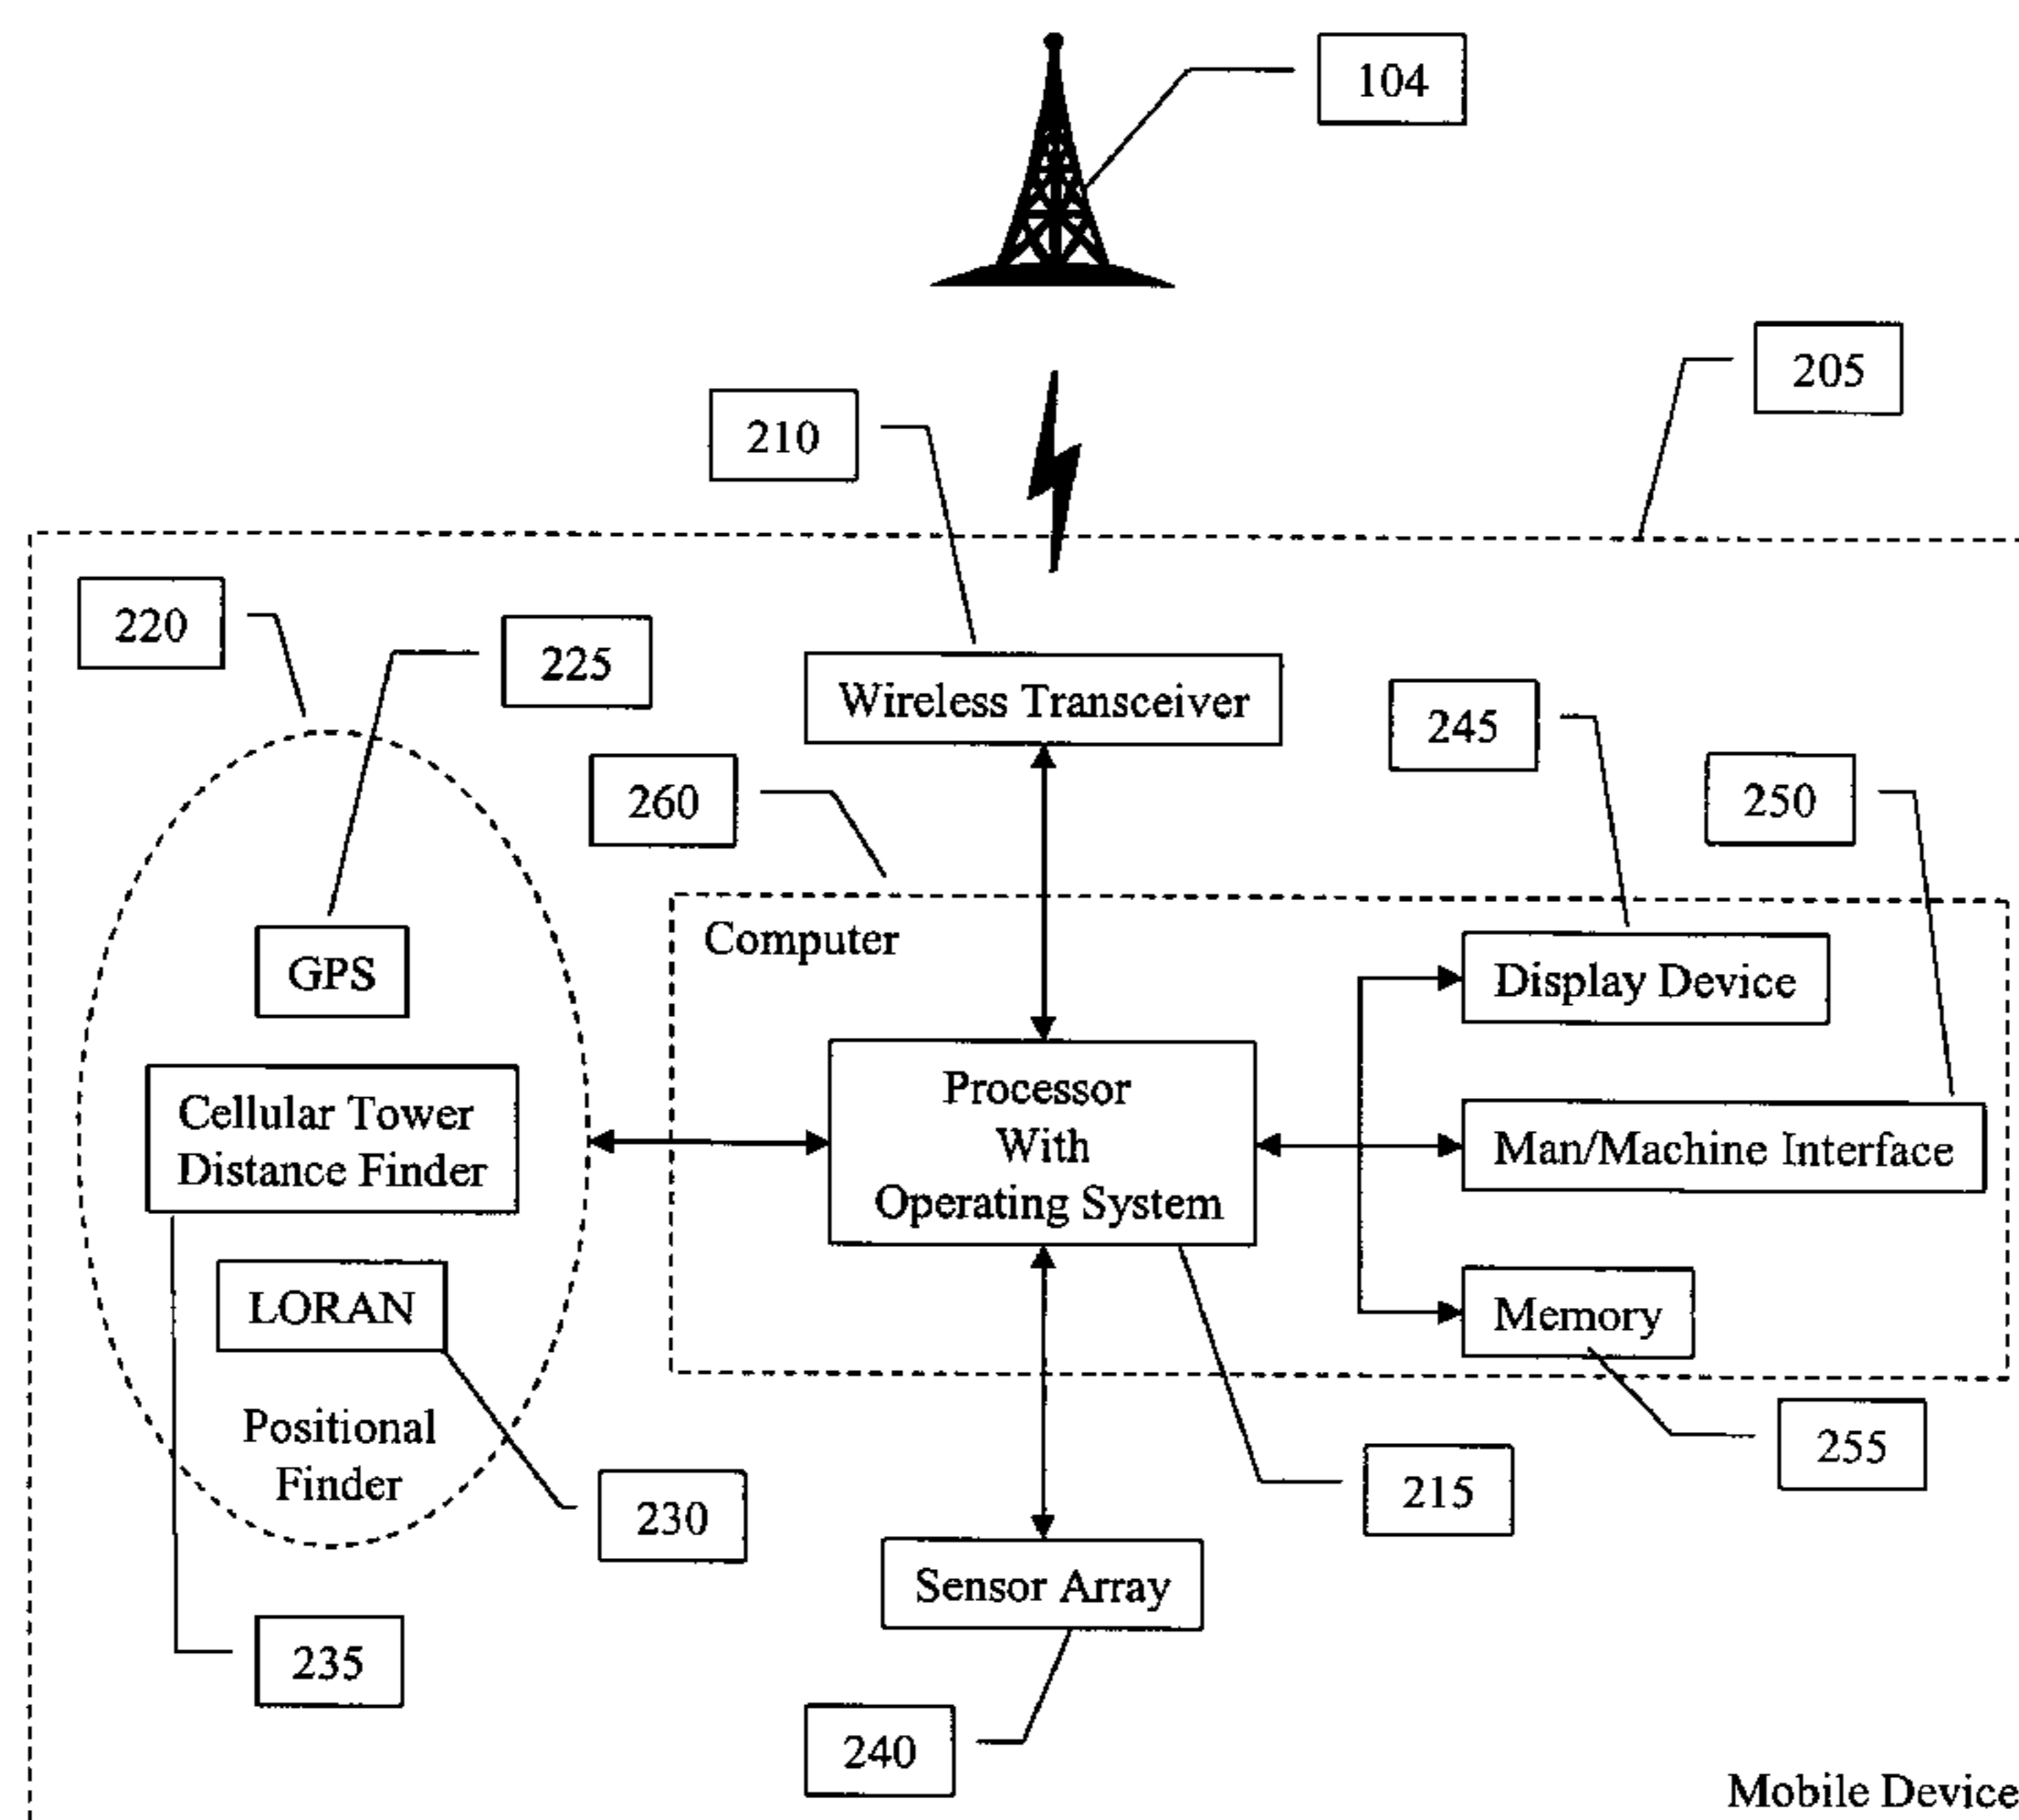 104
205
210
220
225
Wireless Transceiver
245
260
250
Computer
GPS
Display Device
Cellular Tower
Distance Finder
Processor
With
Operating System
Man/Machine Interface
LORAN
Memory
Positional
Finder
255
230
215
Sensor Array
235
240
Mobile Device